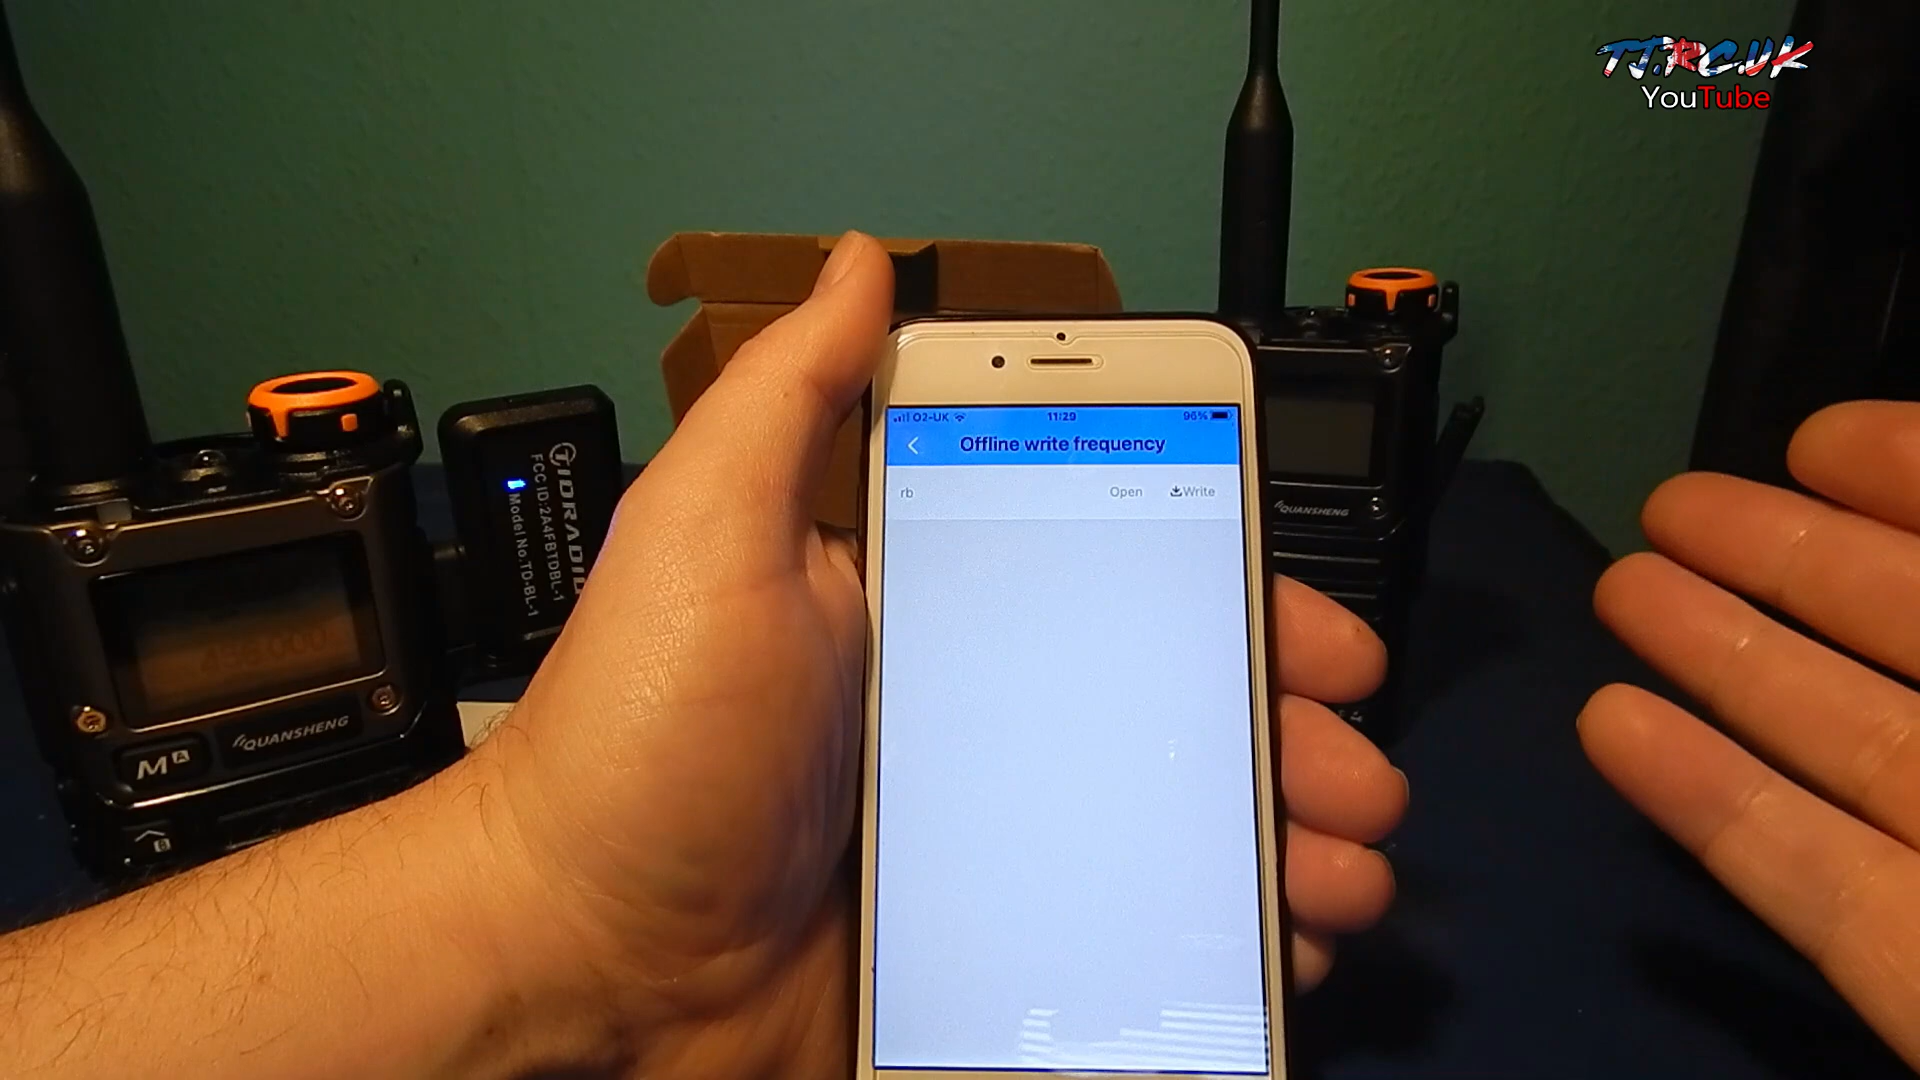 TT.RC.UK
YouTube
O2-UK
11:29
96%
Offline write frequency
rb
Open
Write
TIDRADIO
FCC ID:2A4FBTDBL-1
Model No.TD-BL-1
QUANSHENG
M A
B
QUANSHENG